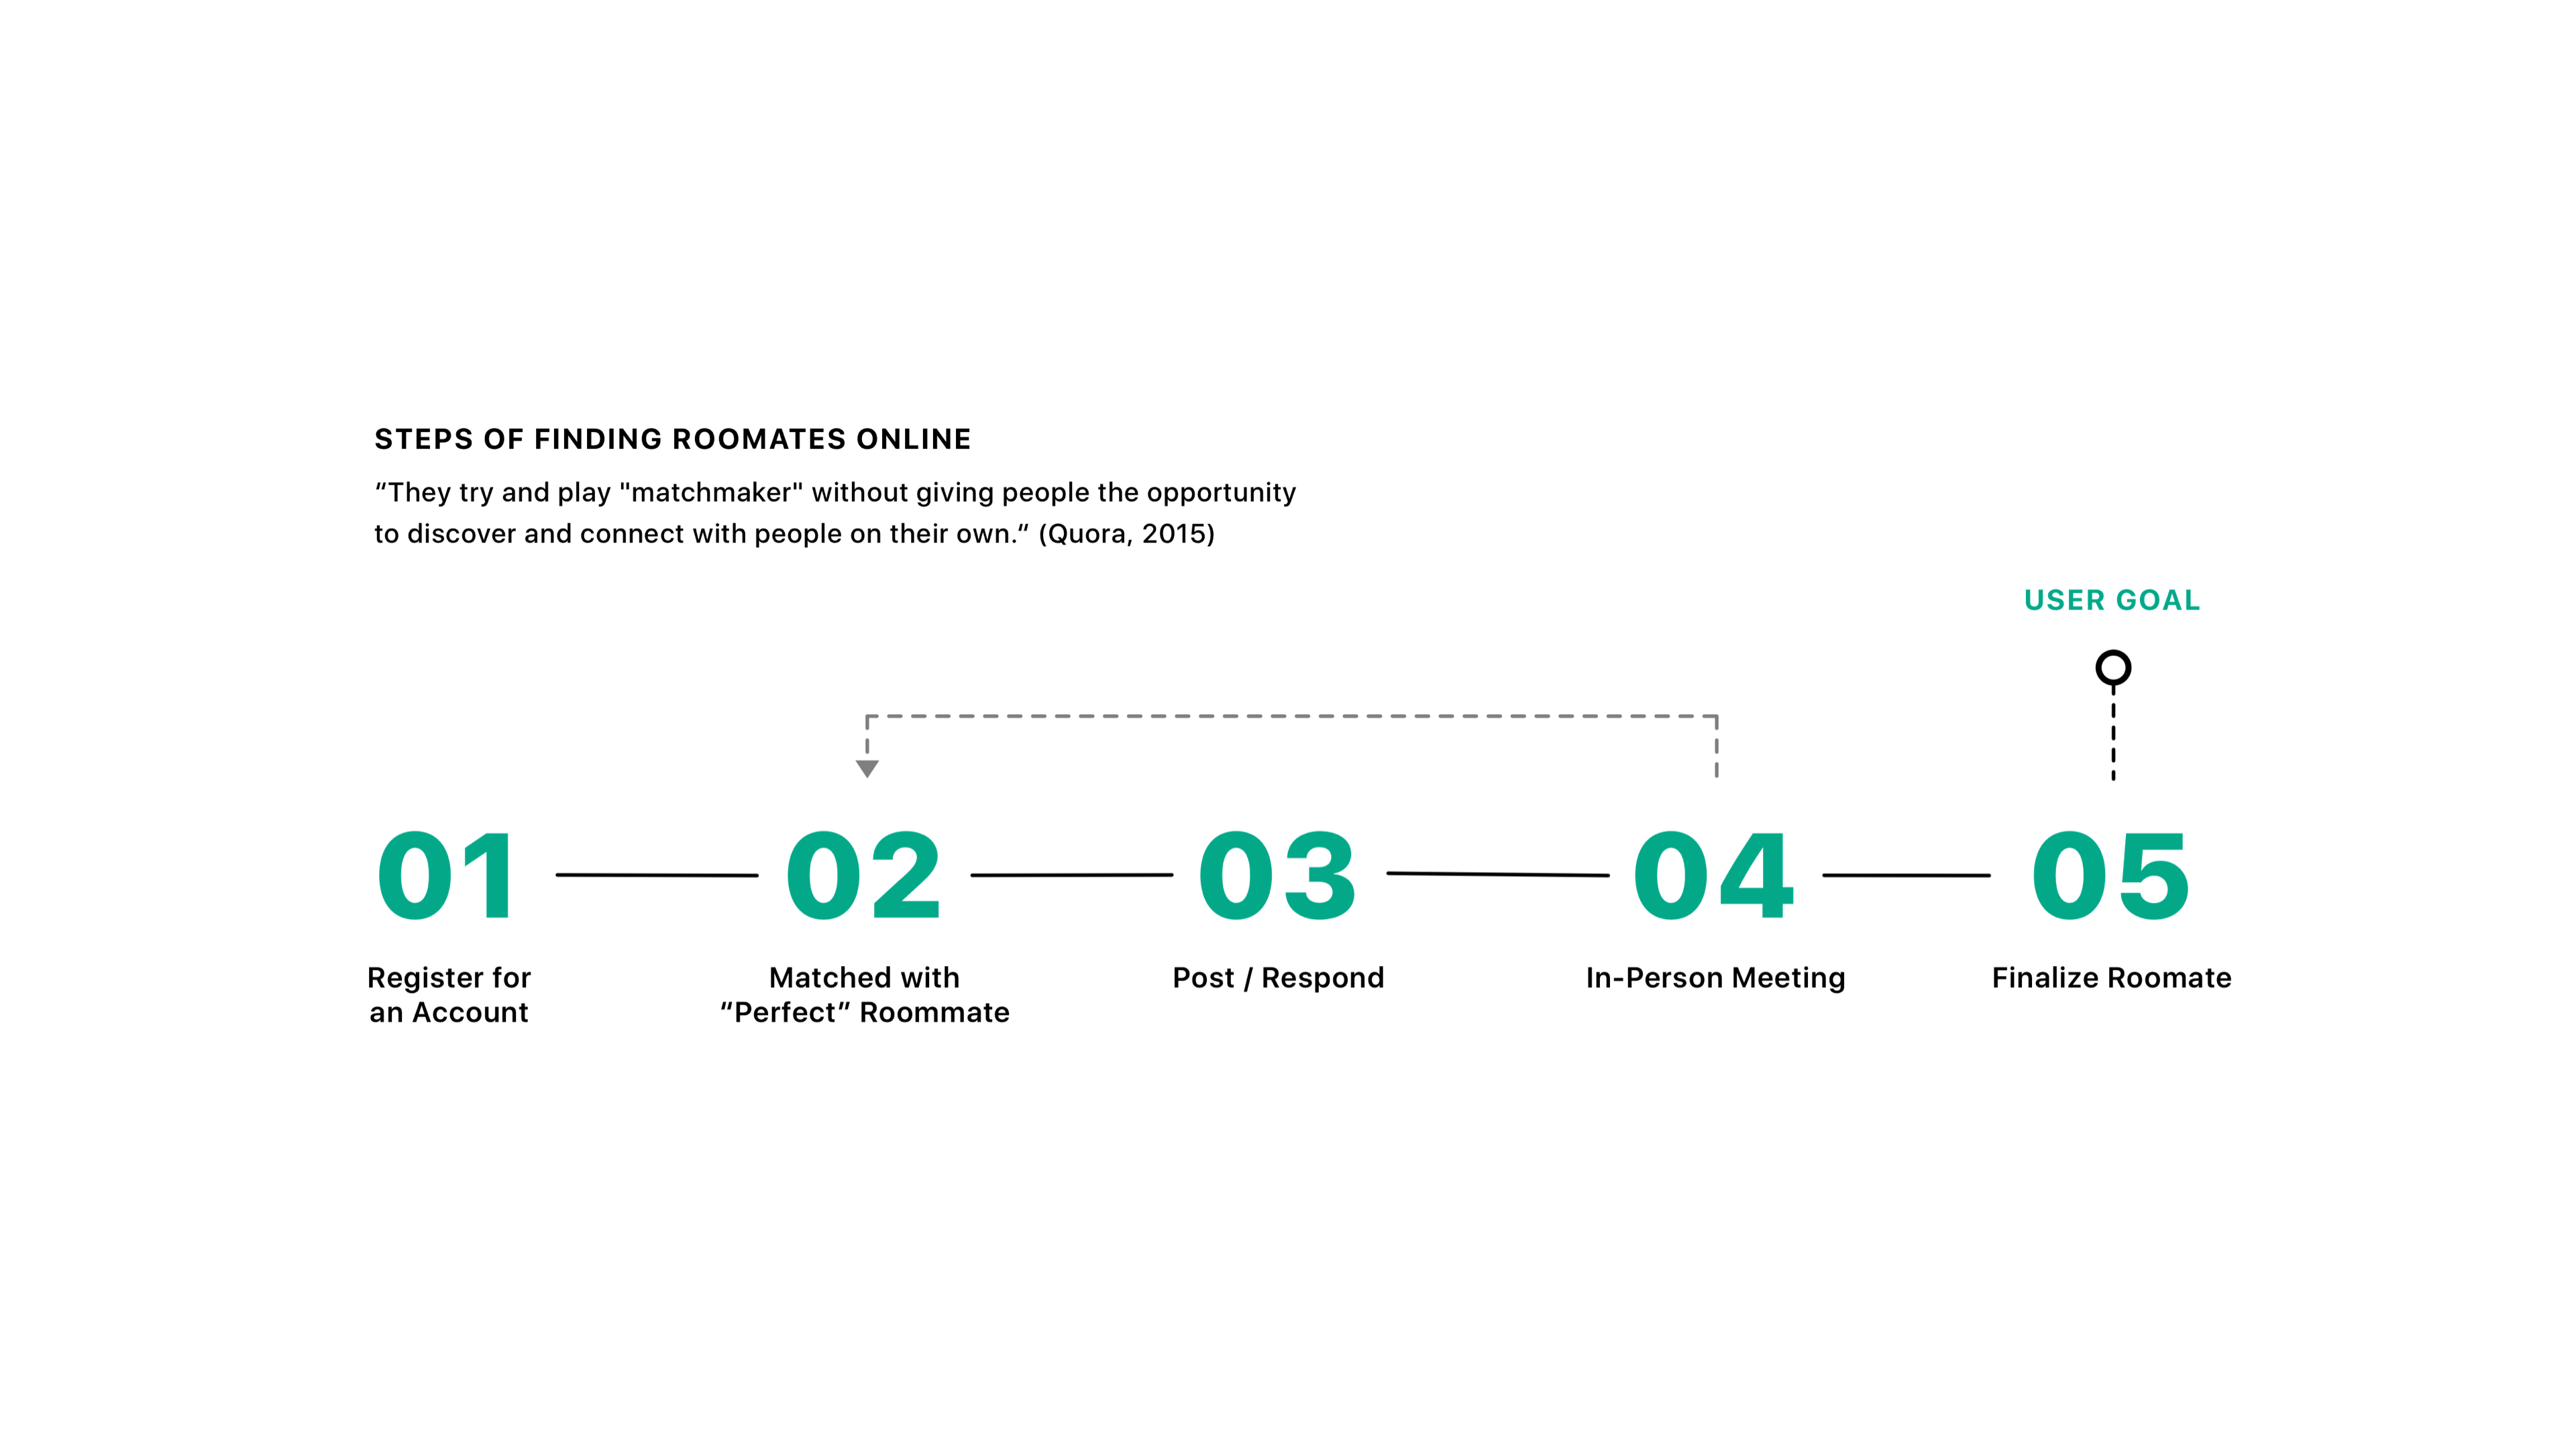 STEPS OF FINDING ROOMATES ONLINE
“They try and play "matchmaker" without giving people the opportunity
to discover and connect with people on their own.” (Quora, 2015)
USER GOAL
01
02
03
04
05
Register for
an Account
Matched with
“Perfect” Roommate
Post / Respond
In-Person Meeting
Finalize Roomate